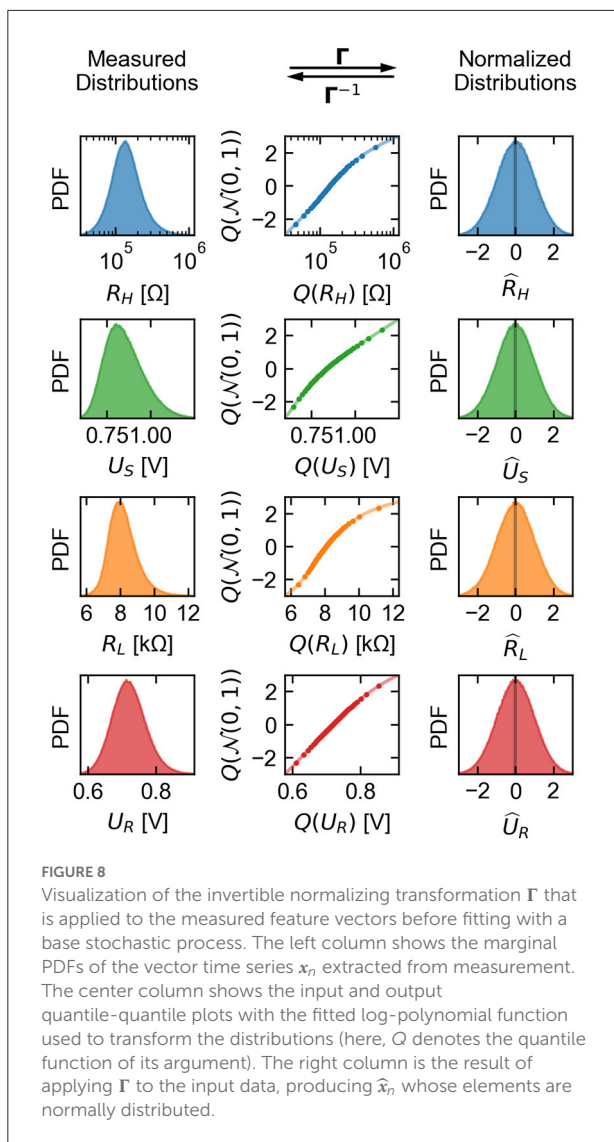 Measured Distributions
Γ
Γ⁻¹
Normalized Distributions
PDF
10⁵ 10⁶
R_H [Ω]
Q(𝒩(0, 1))
2
0
−2
10⁵ 10⁶
Q(R_H) [Ω]
PDF
−2 0 2
R̂_H
PDF
0.751.00
U_S [V]
Q(𝒩(0, 1))
2
0
−2
0.751.00
Q(U_S) [V]
PDF
−2 0 2
Û_S
PDF
6 8 10 12
R_L [kΩ]
Q(𝒩(0, 1))
2
0
−2
6 8 10 12
Q(R_L) [kΩ]
PDF
−2 0 2
R̂_L
PDF
0.6 0.8
U_R [V]
Q(𝒩(0, 1))
2
0
−2
0.6 0.8
Q(U_R) [V]
PDF
−2 0 2
Û_R
FIGURE 8
Visualization of the invertible normalizing transformation Γ that
is applied to the measured feature vectors before fitting with a
base stochastic process. The left column shows the marginal
PDFs of the vector time series x_n extracted from measurement.
The center column shows the input and output
quantile-quantile plots with the fitted log-polynomial function
used to transform the distributions (here, Q denotes the quantile
function of its argument). The right column is the result of
applying Γ to the input data, producing x̂_n whose elements are
normally distributed.